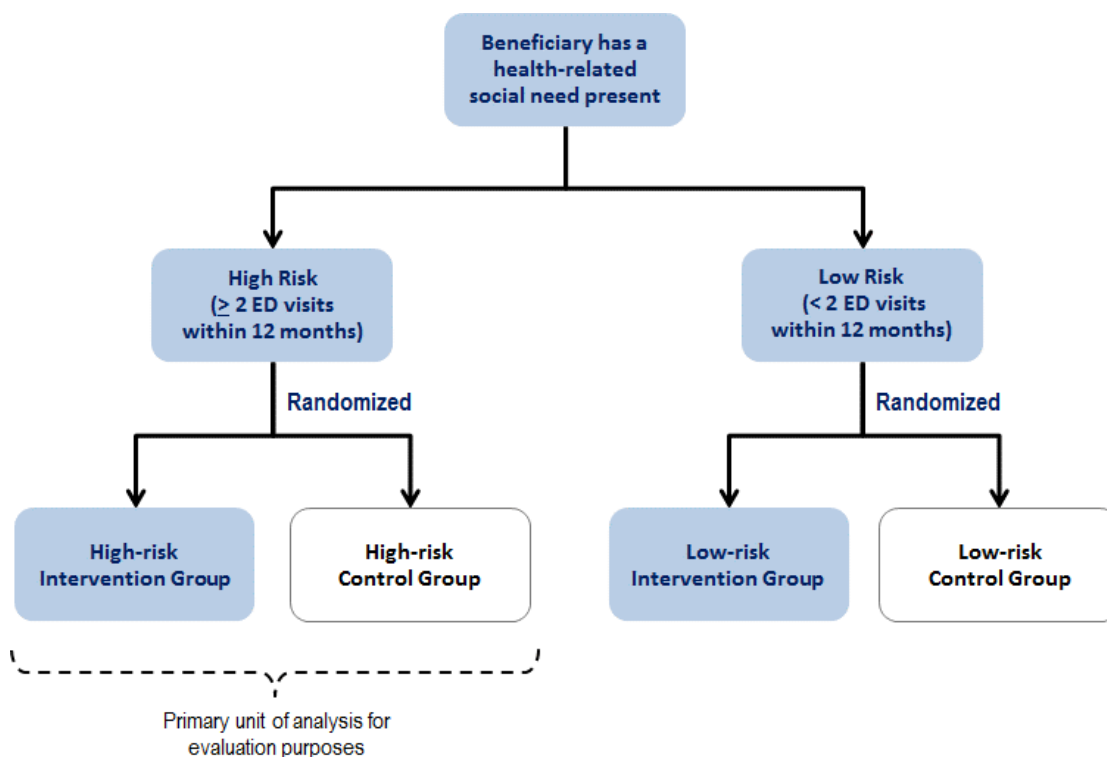 Beneficiary has a
health-related
social need present
High Risk
(≥ 2 ED visits
within 12 months)
Low Risk
(< 2 ED visits
within 12 months)
Randomized
Randomized
High-risk
Intervention Group
High-risk
Control Group
Low-risk
Intervention Group
Low-risk
Control Group
Primary unit of analysis for
evaluation purposes